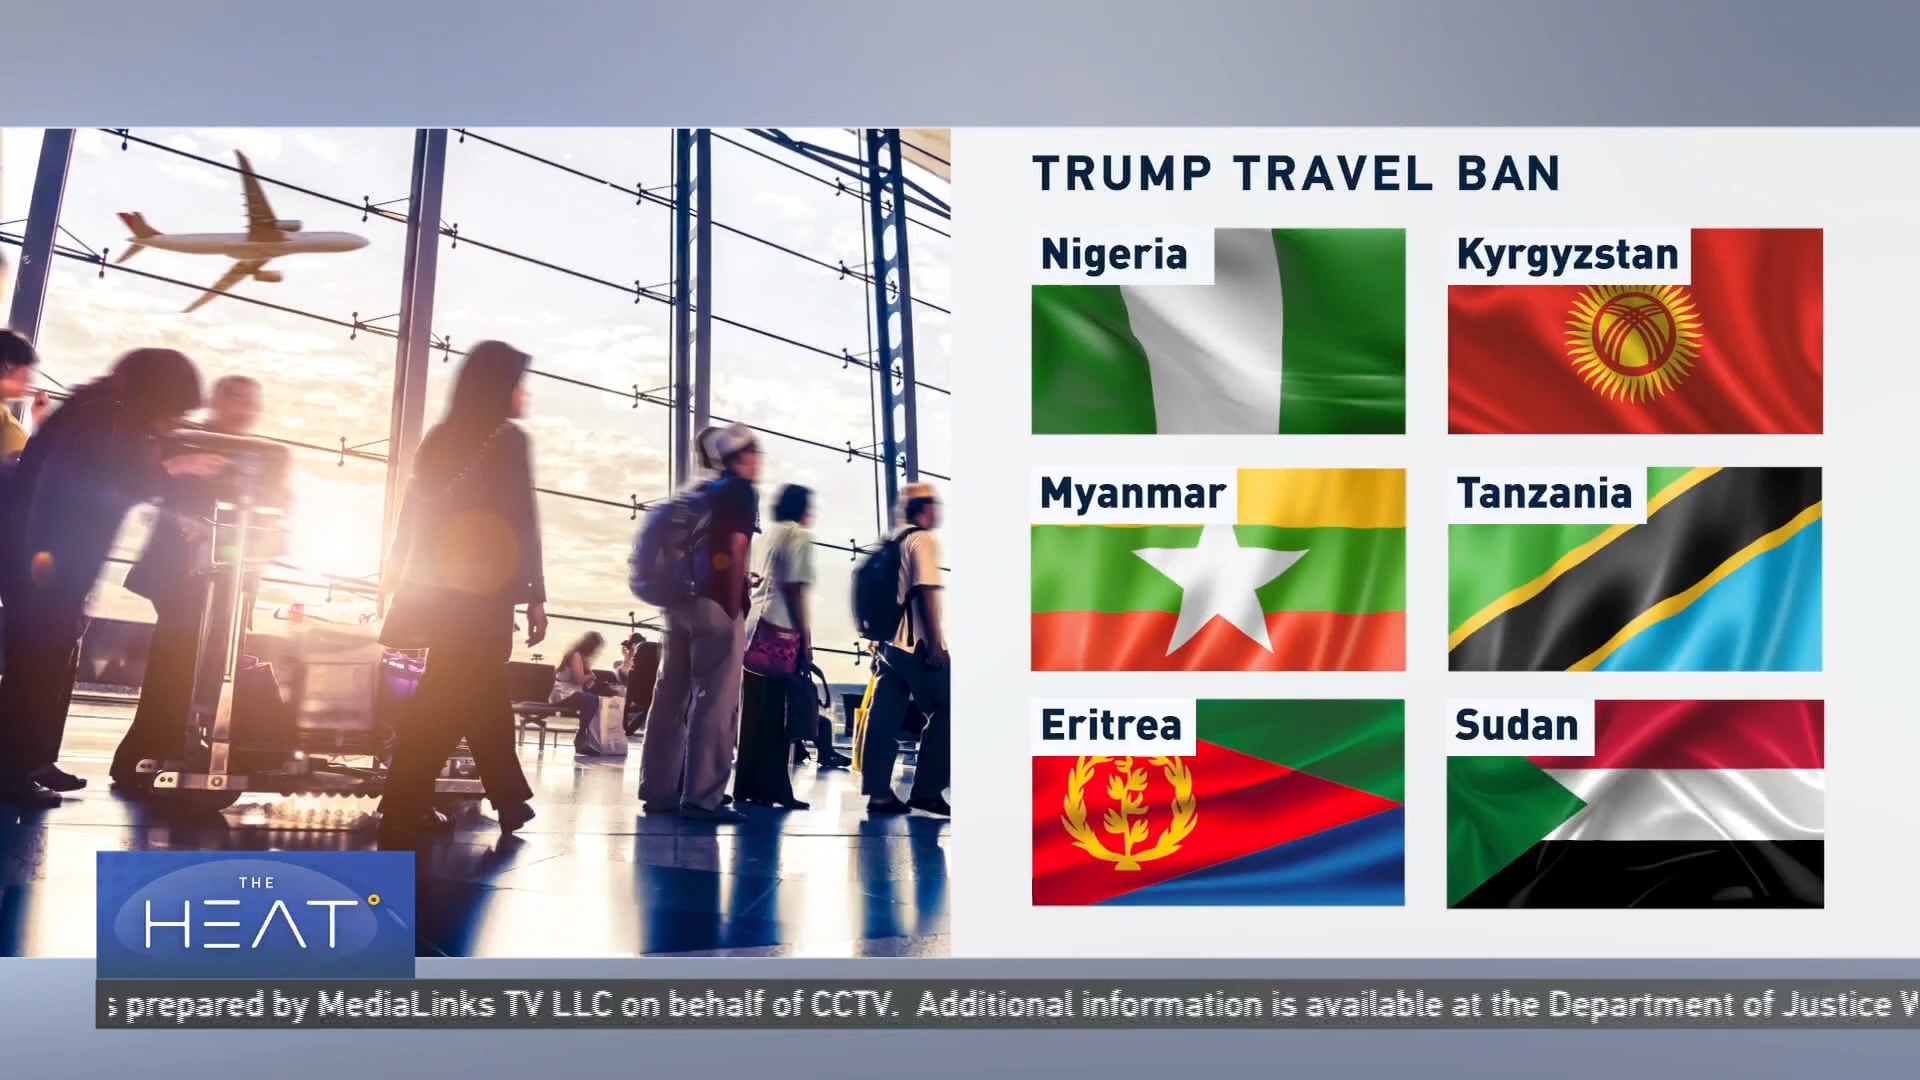 TRUMP TRAVEL BAN
Nigeria
Kyrgyzstan
Myanmar
Tanzania
Eritrea
Sudan
THE
HEAT
prepared by MediaLinks TV LLC on behalf of CCTV. Additional information is available at the Department of Justice